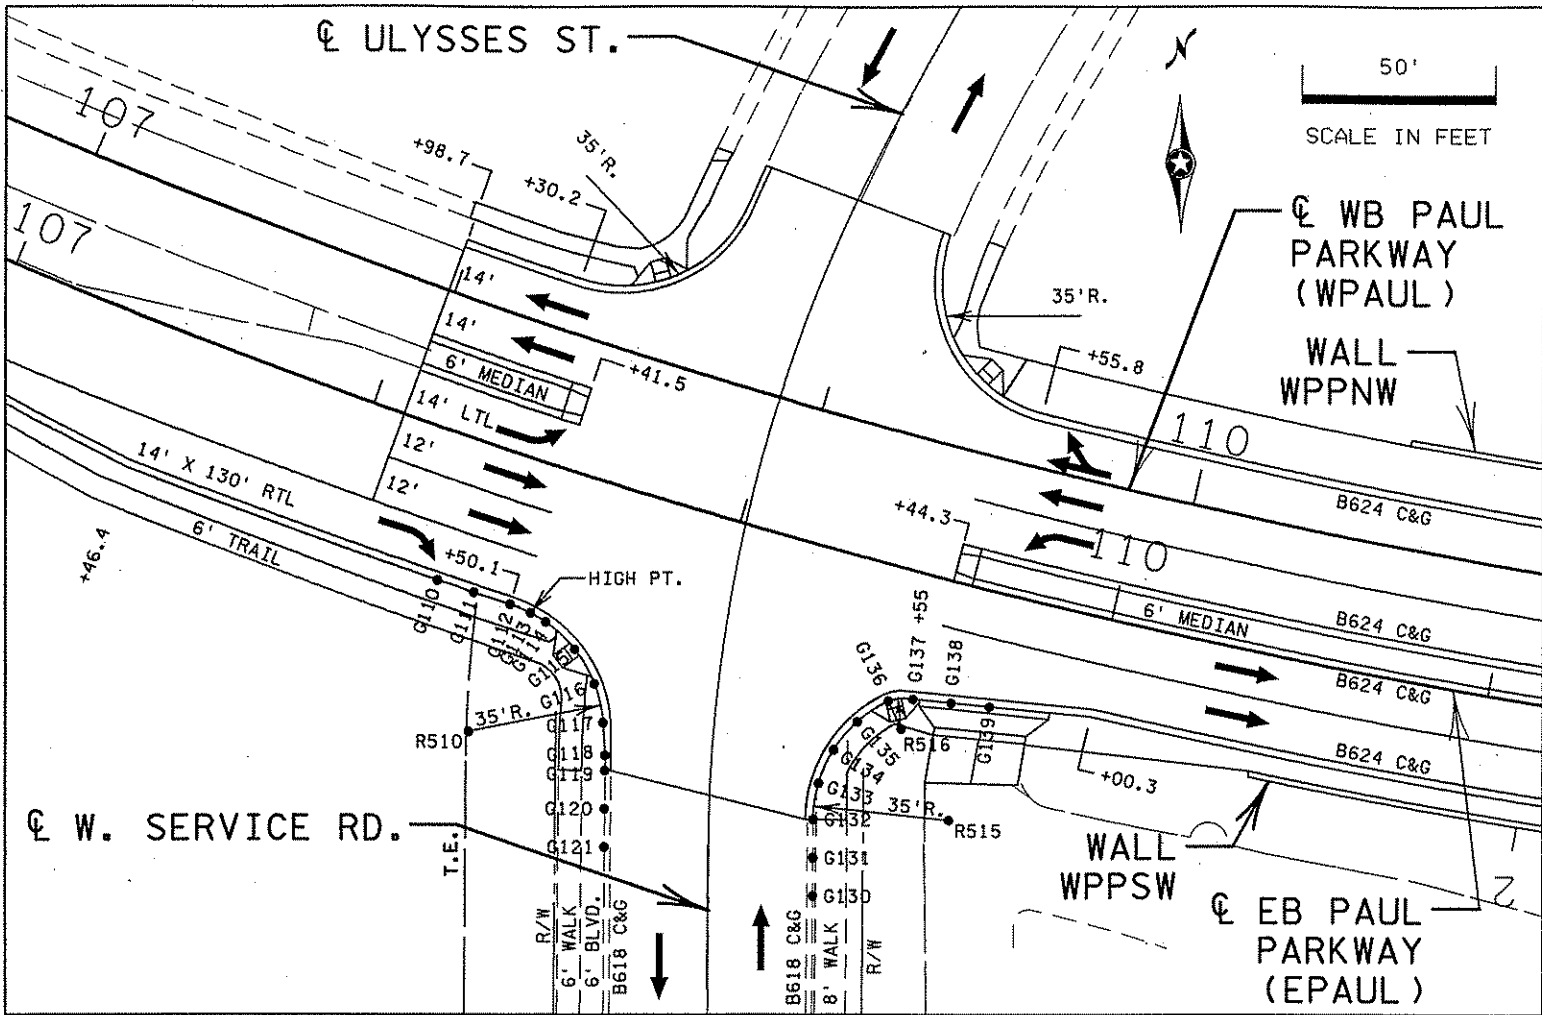 ℄ ULYSSES ST.
N
50'
SCALE IN FEET
107
107
+98.7
+30.2
35'R.
℄ WB PAUL
PARKWAY
(WPAUL)
35'R.
WALL
WPPNW
+55.8
14'
14'
6' MEDIAN
+41.5
14' LTL
12'
12'
14' X 130' RTL
6' TRAIL
+46.4
110
B624 C&G
+44.3
110
6' MEDIAN
B624 C&G
B624 C&G
B624 C&G
+50.1
HIGH PT.
G110
G111
G112
G113
G114
G115
G116
35'R.
R510
G117
G118
G119
G120
G121
G136
G137 +55
G138
G139
R516
G135
G134
G133
35'R.
G132
R515
G131
G130
+00.3
℄ W. SERVICE RD.
T.E.
R/W
6' WALK
6' BLVD.
B618 C&G
B618 C&G
8' WALK
R/W
WALL
WPPSW
2
℄ EB PAUL
PARKWAY
(EPAUL)